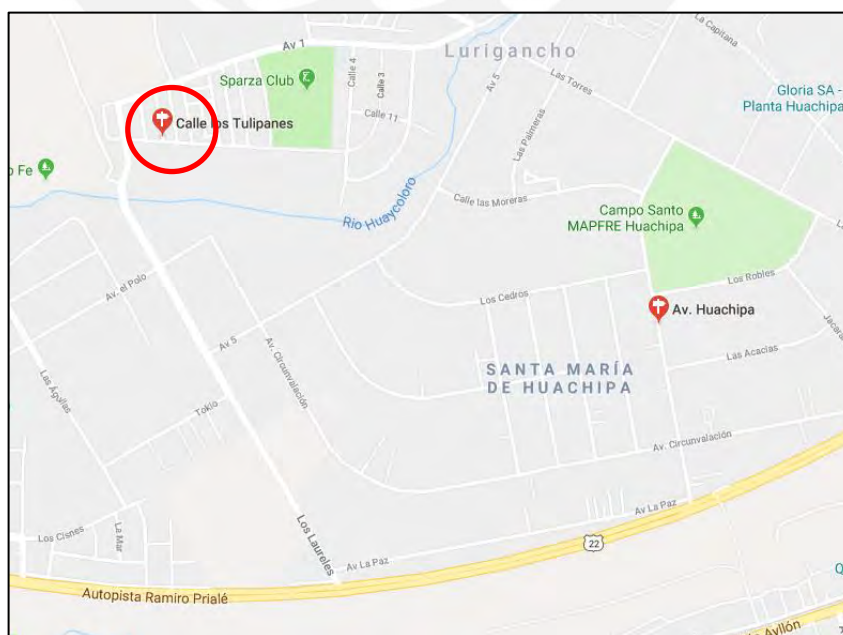 Av 1
Lurigancho
La Capitana
Sparza Club
Calle 4
Calle 3
Av 5
Las Torres
Gloria SA -
Planta Huachipa
Calle los Tulipanes
Calle 11
Las Palmeras
o Fe
Calle las Moreras
Río Huaycoloro
Campo Santo
MAPFRE Huachipa
Av. el Polo
Los Cedros
Los Robles
Av. Huachipa
Jacara
Av 5
Av. Circunvalación
Las Acacias
SANTA MARÍA
DE HUACHIPA
Las Águilas
Tokio
Av. Circunvalación
Av La Paz
Los Cisnes
La Mar
Los Laureles
22
Av La Paz
Autopista Ramiro Prialé
Ayllón